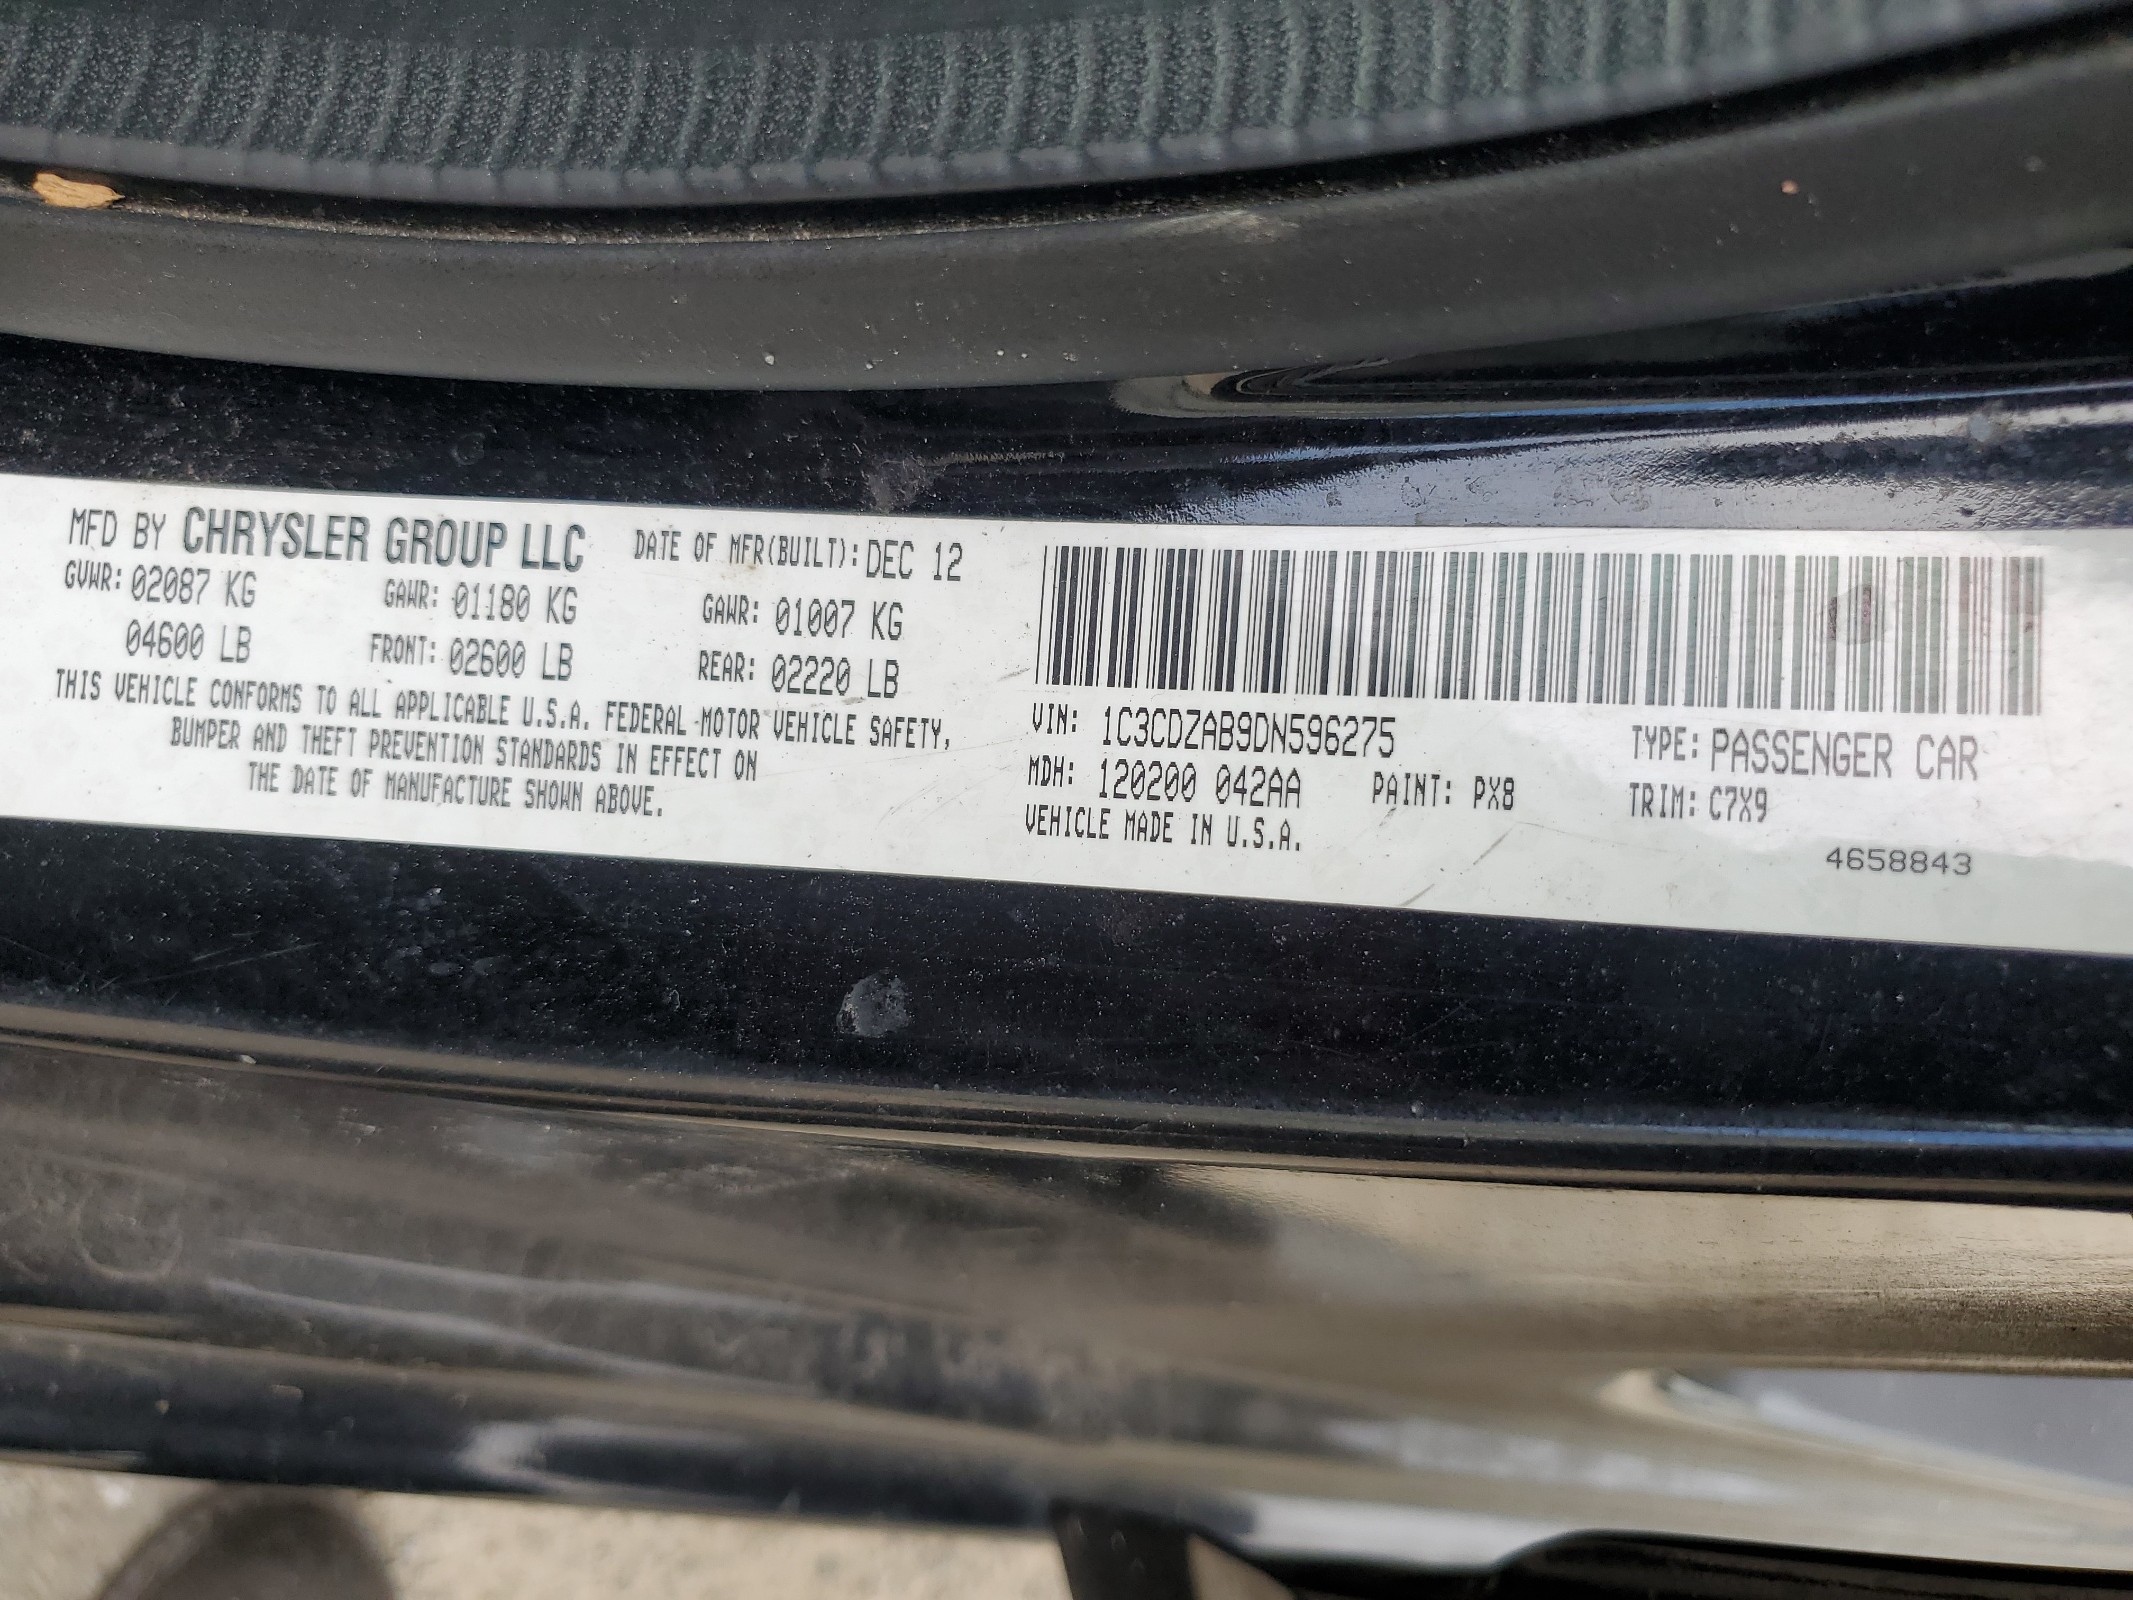 MFD BY CHRYSLER GROUP LLC DATE OF MFR(BUILT): DEC 12
GVWR: 02087 KG GAWR: 01180 KG GAWR: 01007 KG
04600 LB FRONT: 02600 LB REAR: 02220 LB
THIS VEHICLE CONFORMS TO ALL APPLICABLE U.S.A. FEDERAL MOTOR VEHICLE SAFETY,
BUMPER AND THEFT PREVENTION STANDARDS IN EFFECT ON
THE DATE OF MANUFACTURE SHOWN ABOVE.
VIN: 1C3CDZAB9DN596275 TYPE: PASSENGER CAR
MDH: 120200 042AA PAINT: PX8 TRIM: C7X9
VEHICLE MADE IN U.S.A.
4658843